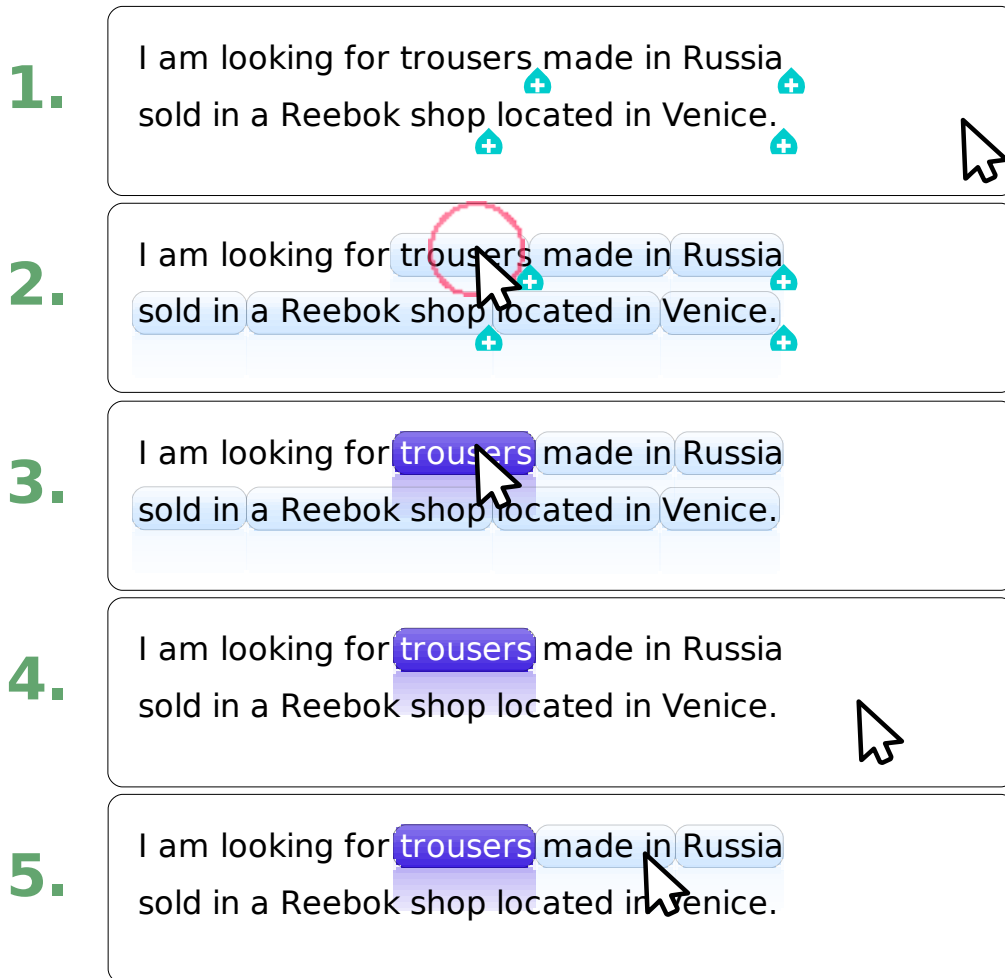 1.
I am looking for trousers made in Russia
sold in a Reebok shop located in Venice.
2.
I am looking for trousers made in Russia
sold in a Reebok shop located in Venice.
3.
I am looking for trousers made in Russia
sold in a Reebok shop located in Venice.
4.
I am looking for trousers made in Russia
sold in a Reebok shop located in Venice.
5.
I am looking for trousers made in Russia
sold in a Reebok shop located in Venice.